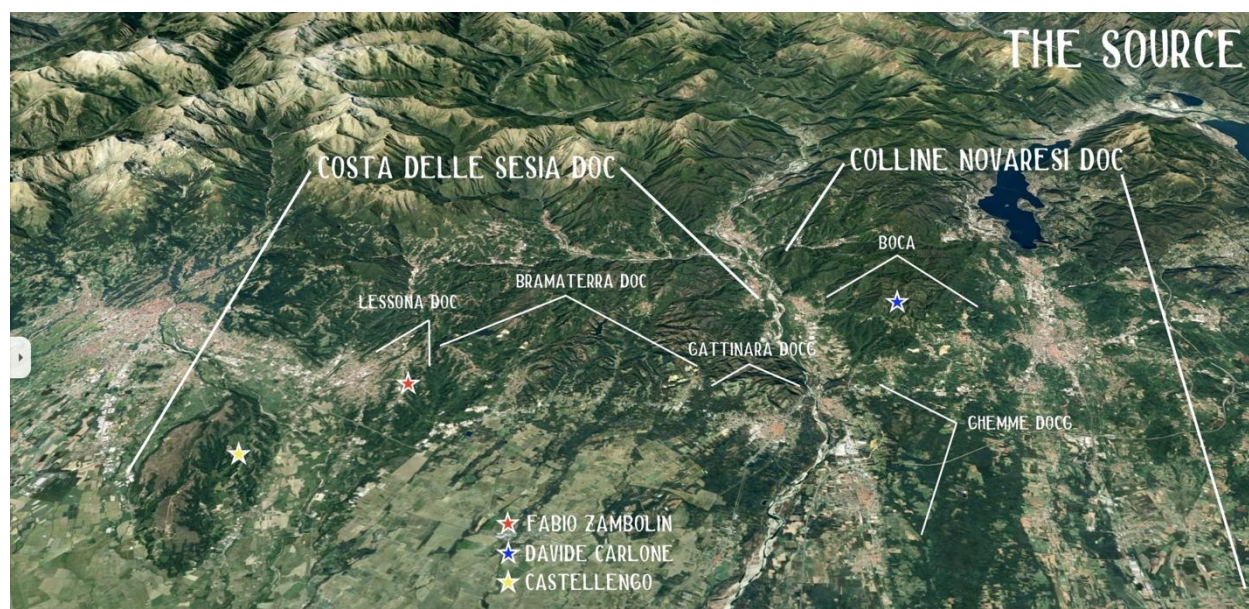 THE SOURCE
COSTA DELLE SESIA DOC
COLLINE NOVARESI DOC
BOCA
BRAMATERRA DOC
LESSONA DOC
GATTINARA DOCG
GHEMME DOCG
FABIO ZAMBOLIN
DAVIDE CARLONE
CASTELLENGO